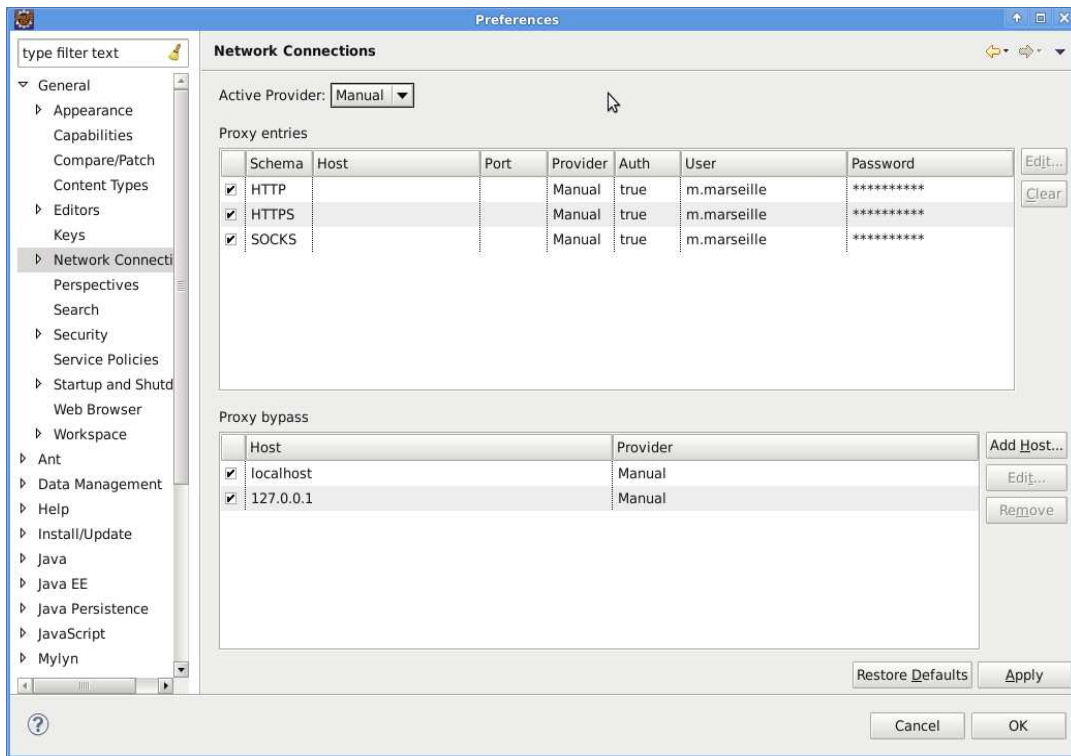 Preferences
type filter text
General
Appearance
Capabilities
Compare/Patch
Content Types
Editors
Keys
Network Connecti
Perspectives
Search
Security
Service Policies
Startup and Shutd
Web Browser
Workspace
Ant
Data Management
Help
Install/Update
Java
Java EE
Java Persistence
JavaScript
Mylyn
Network Connections
Active Provider: Manual
Proxy entries
Schema Host Port Provider Auth User Password
HTTP Manual true m.marseille **********
HTTPS Manual true m.marseille **********
SOCKS Manual true m.marseille **********
Edit...
Clear
Proxy bypass
Host Provider
localhost Manual
127.0.0.1 Manual
Add Host...
Edit...
Remove
Restore Defaults Apply
? Cancel OK